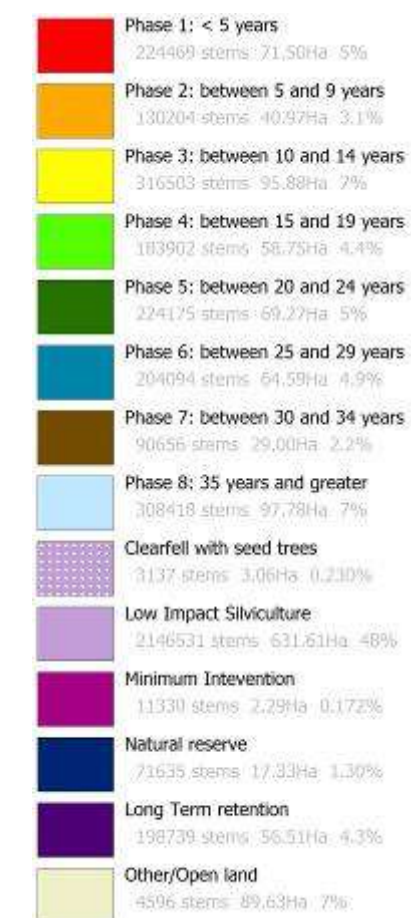 Phase 1: < 5 years
224469 stems 71.50Ha 5%
Phase 2: between 5 and 9 years
130204 stems 40.97Ha 3.1%
Phase 3: between 10 and 14 years
316503 stems 95.88Ha 7%
Phase 4: between 15 and 19 years
183902 stems 58.75Ha 4.4%
Phase 5: between 20 and 24 years
224175 stems 69.27Ha 5%
Phase 6: between 25 and 29 years
204094 stems 64.59Ha 4.9%
Phase 7: between 30 and 34 years
90656 stems 29.00Ha 2.2%
Phase 8: 35 years and greater
308418 stems 97.78Ha 7%
Clearfell with seed trees
3137 stems 3.06Ha 0.230%
Low Impact Silviculture
2146531 stems 631.61Ha 48%
Minimum Intevention
11330 stems 2.29Ha 0.172%
Natural reserve
71635 stems 17.33Ha 1.30%
Long Term retention
198739 stems 56.51Ha 4.3%
Other/Open land
4596 stems 89.63Ha 7%